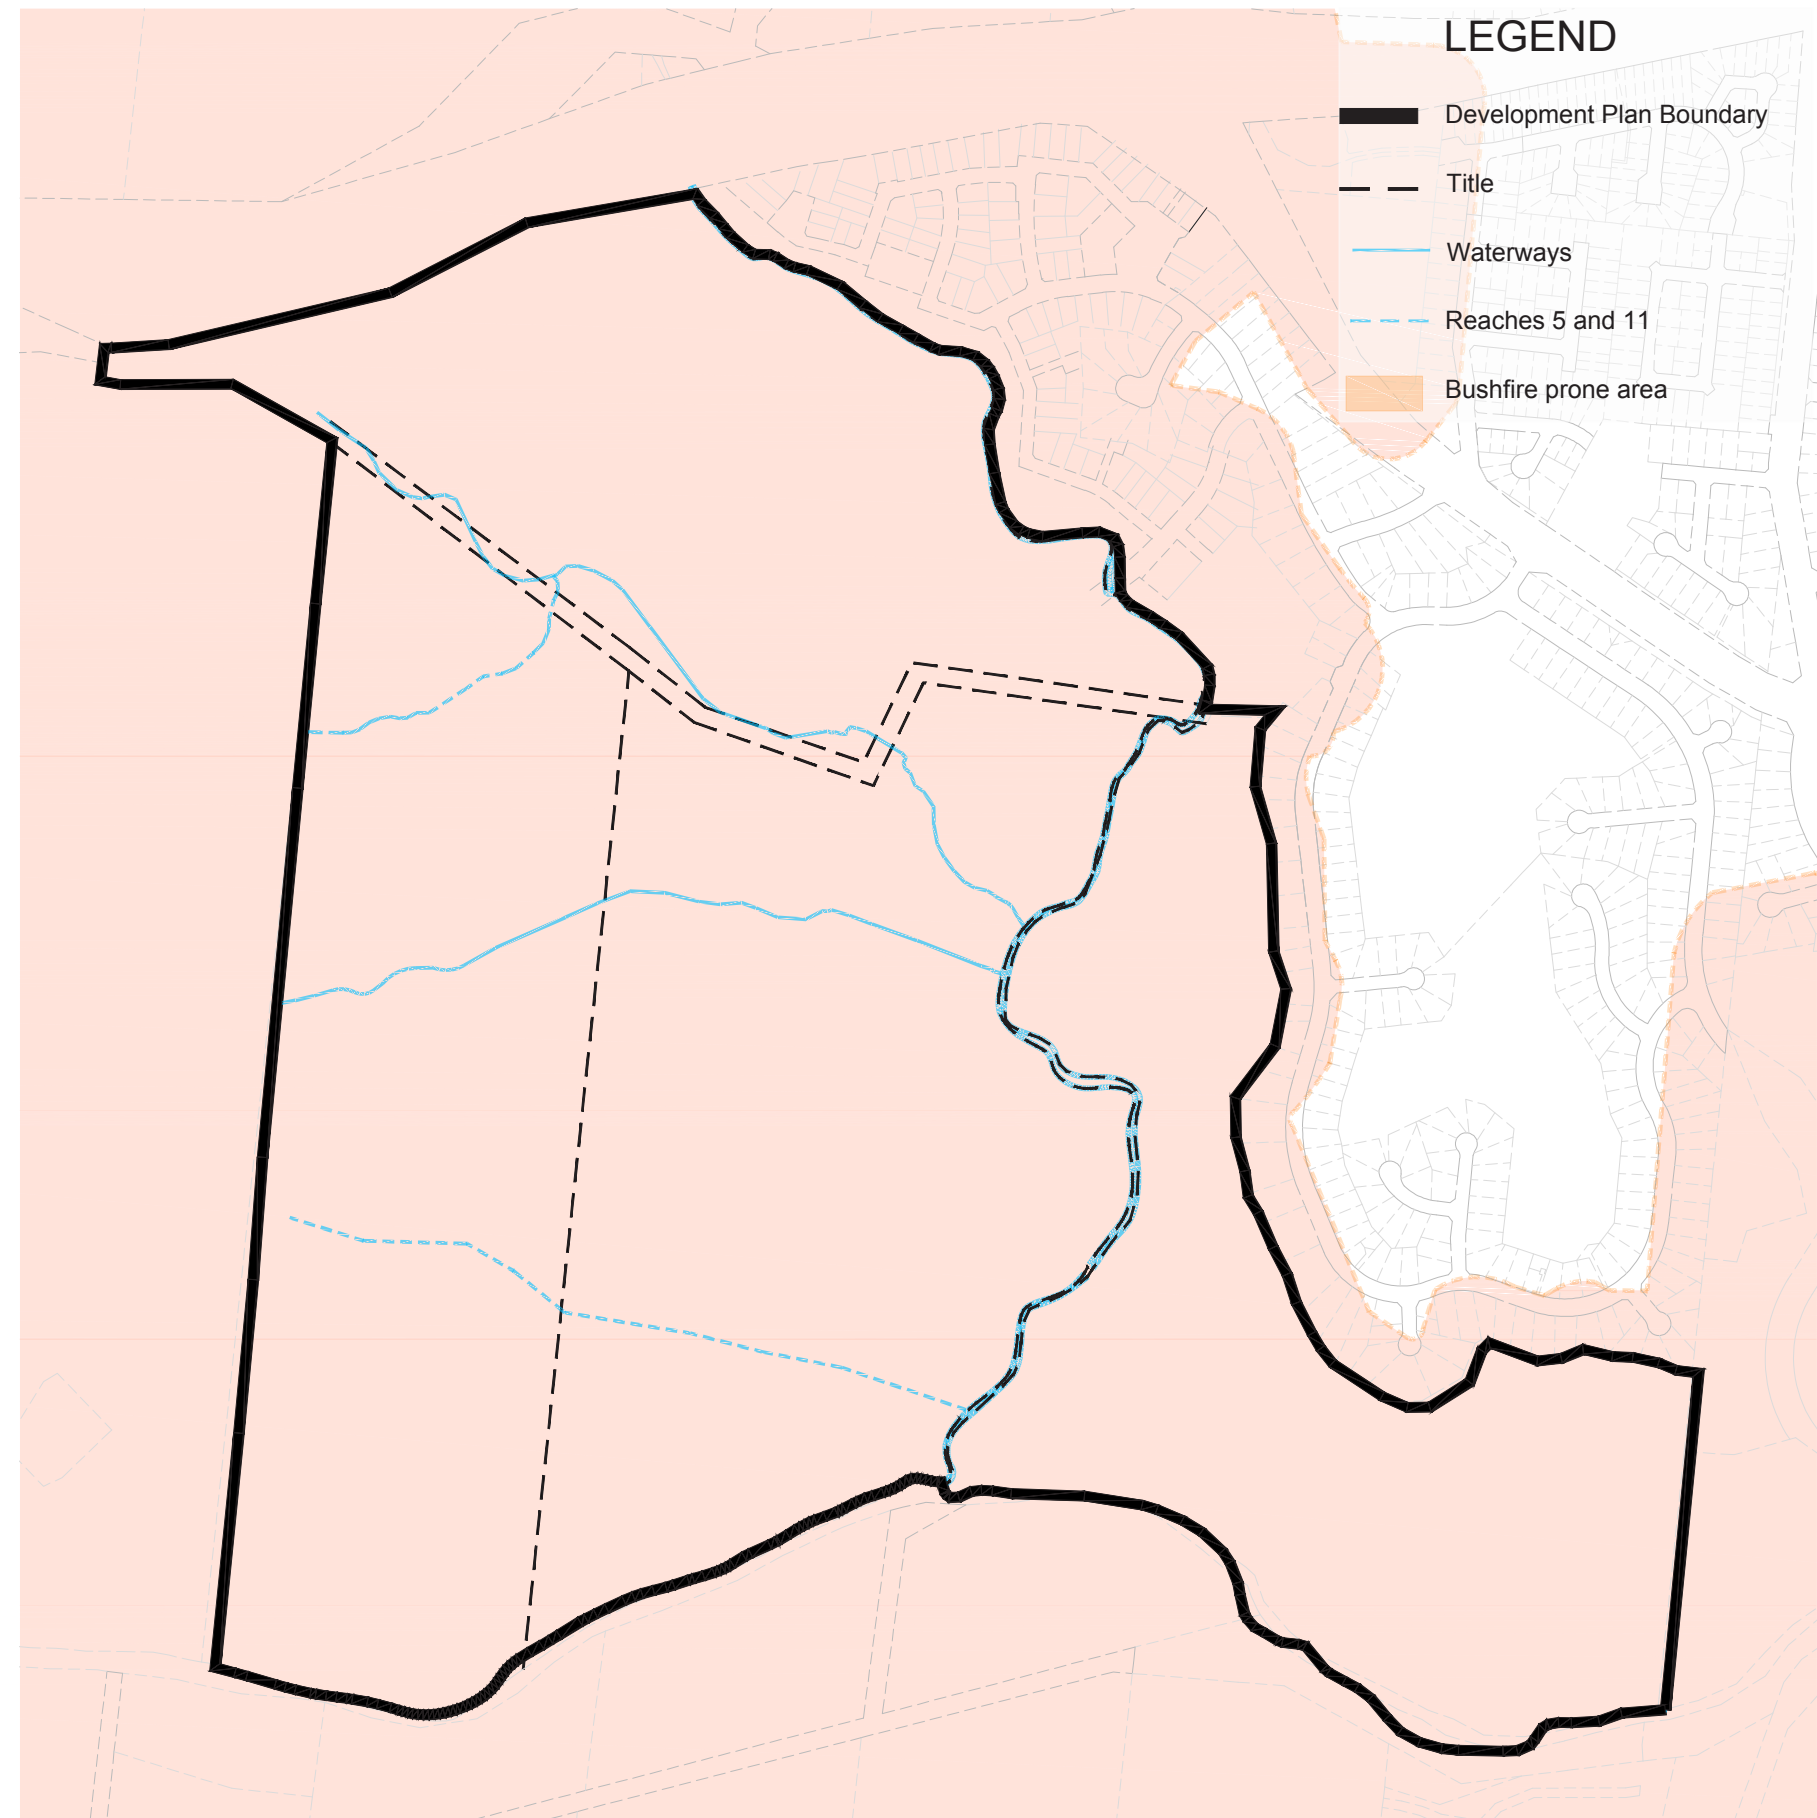 LEGEND
Development Plan Boundary
Title
Waterways
Reaches 5 and 11
Bushfire prone area